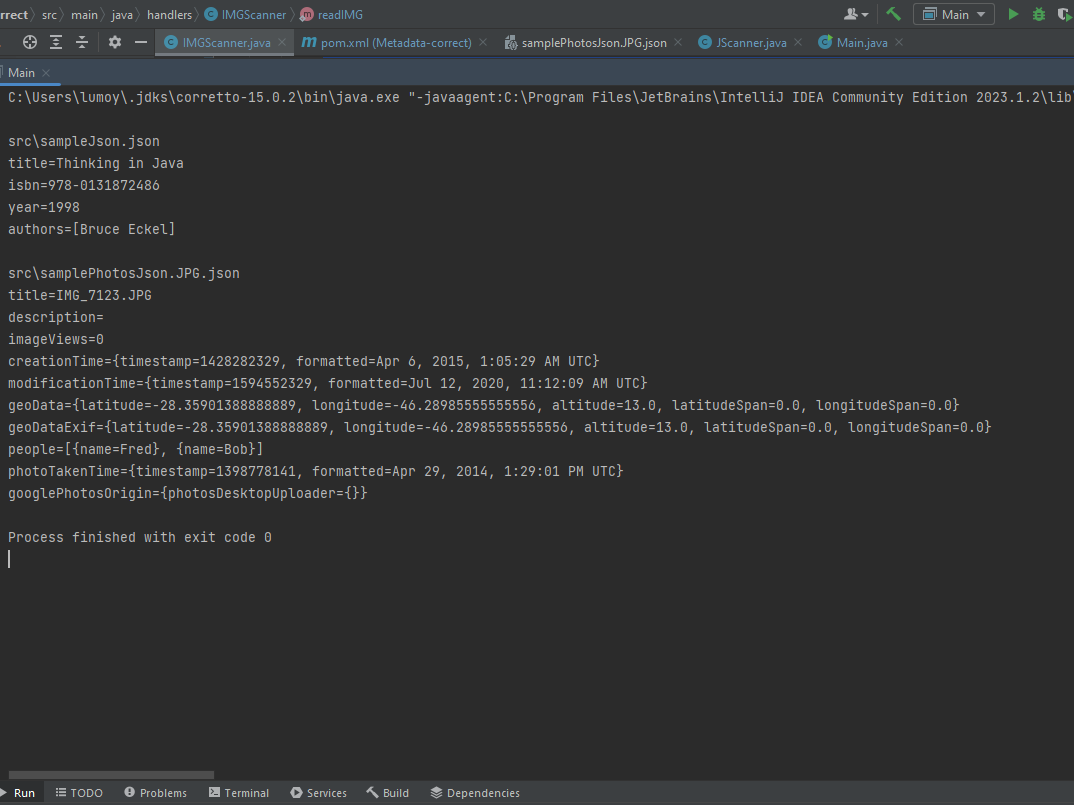 rrect src main java handlers IMGScanner readIMG Main
IMGScanner.java pom.xml (Metadata-correct) samplePhotosJson.JPG.json JScanner.java Main.java
Main
C:\Users\lumoy\.jdks\corretto-15.0.2\bin\java.exe "-javaagent:C:\Program Files\JetBrains\IntelliJ IDEA Community Edition 2023.1.2\lib
src\sampleJson.json
title=Thinking in Java
isbn=978-0131872486
year=1998
authors=[Bruce Eckel]
src\samplePhotosJson.JPG.json
title=IMG_7123.JPG
description=
imageViews=0
creationTime={timestamp=1428282329, formatted=Apr 6, 2015, 1:05:29 AM UTC}
modificationTime={timestamp=1594552329, formatted=Jul 12, 2020, 11:12:09 AM UTC}
geoData={latitude=-28.35901388888889, longitude=-46.28985555555556, altitude=13.0, latitudeSpan=0.0, longitudeSpan=0.0}
geoDataExif={latitude=-28.35901388888889, longitude=-46.28985555555556, altitude=13.0, latitudeSpan=0.0, longitudeSpan=0.0}
people=[{name=Fred}, {name=Bob}]
photoTakenTime={timestamp=1398778141, formatted=Apr 29, 2014, 1:29:01 PM UTC}
googlePhotosOrigin={photosDesktopUploader={}}
Process finished with exit code 0
Run TODO Problems Terminal Services Build Dependencies